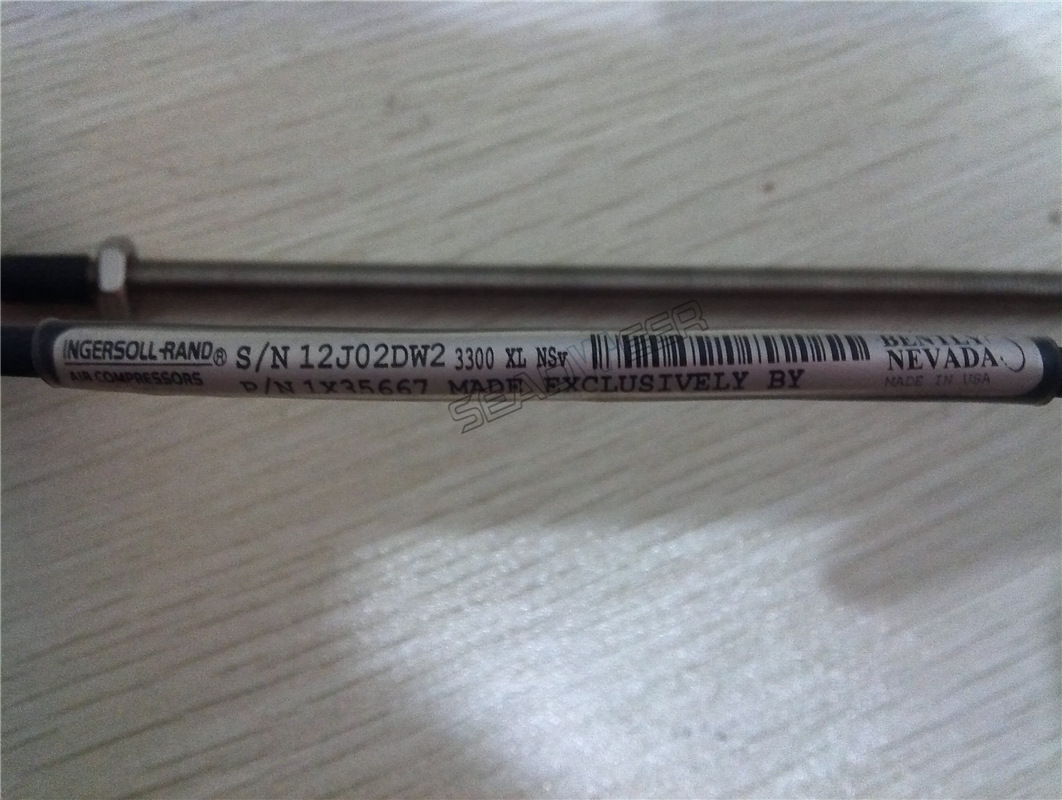 INGERSOLL-RAND® S/N 12J02DW2 3300 XL NSv
AIR COMPRESSORS P/N 1X35667 MADE EXCLUSIVELY BY
BENTLY
NEVADA
MADE IN USA